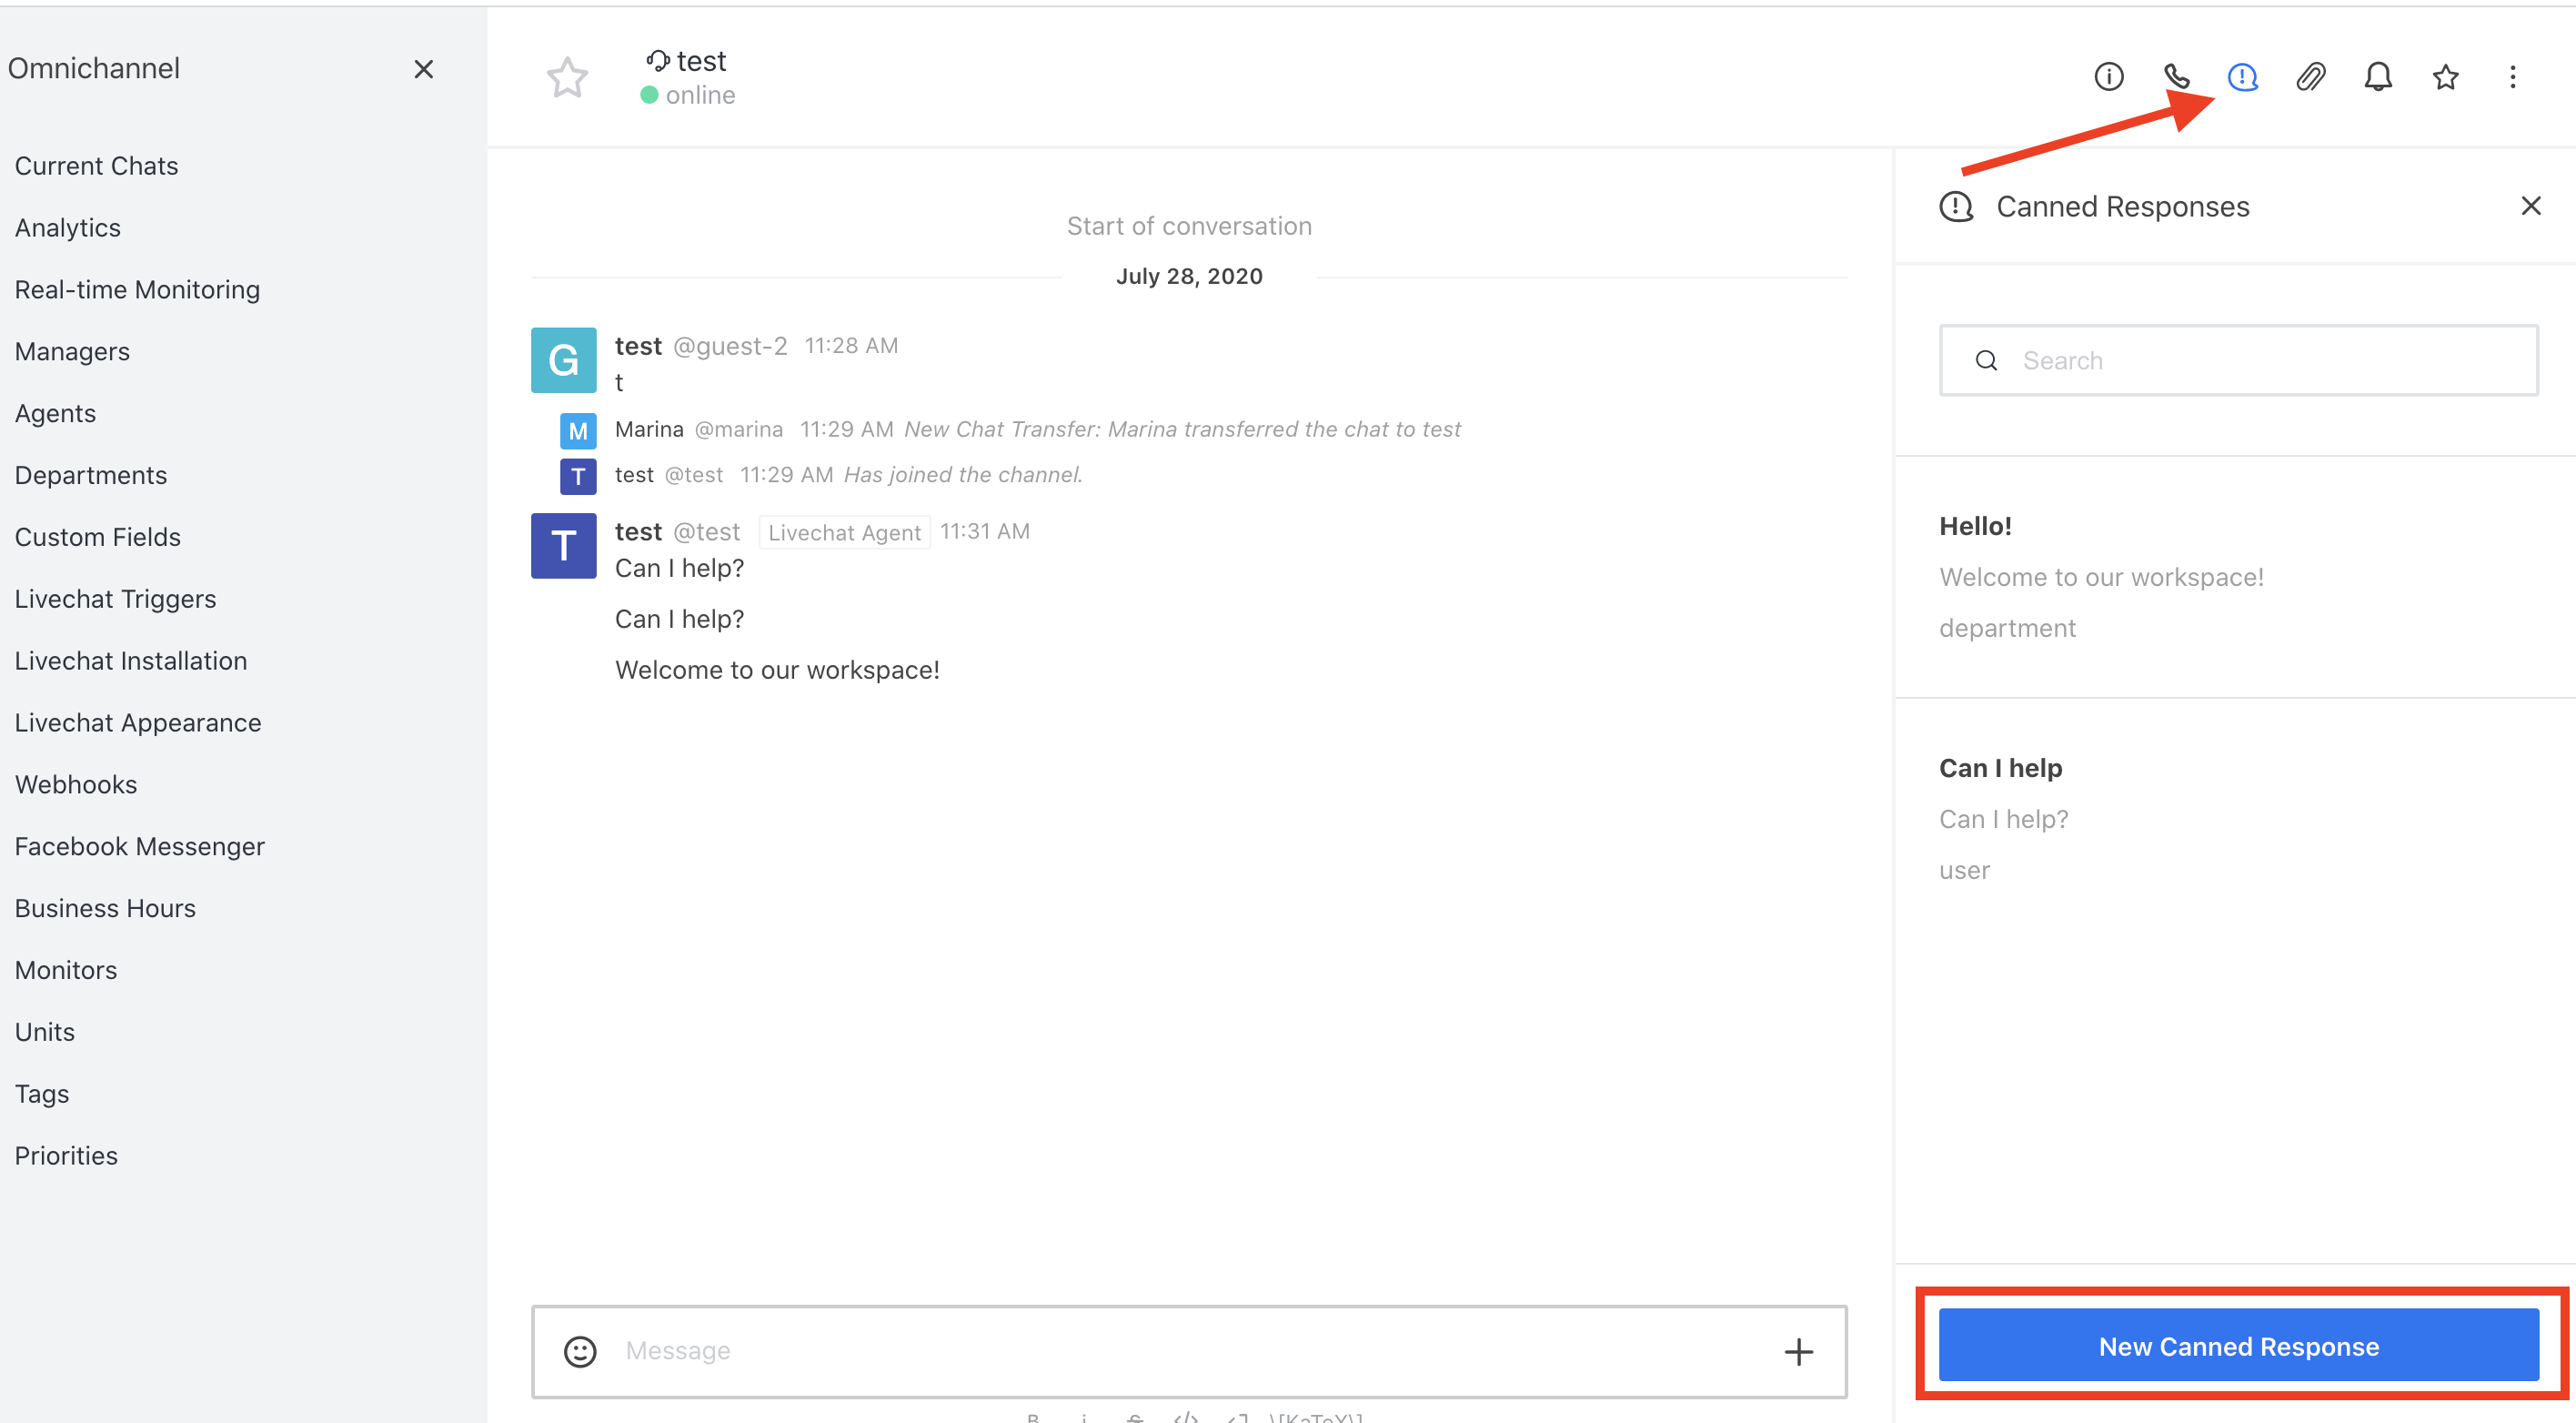 Omnichannel
Current Chats
Analytics
Real-time Monitoring
Managers
Agents
Departments
Custom Fields
Livechat Triggers
Livechat Installation
Livechat Appearance
Webhooks
Facebook Messenger
Business Hours
Monitors
Units
Tags
Priorities
test
online
Start of conversation
July 28, 2020
G
test @guest-2 11:28 AM
t
M Marina @marina 11:29 AM New Chat Transfer: Marina transferred the chat to test
T test @test 11:29 AM Has joined the channel.
T
test @test Livechat Agent 11:31 AM
Can I help?
Can I help?
Welcome to our workspace!
Message
B i S </> \[KaTeX\]
Canned Responses
Search
Hello!
Welcome to our workspace!
department
Can I help
Can I help?
user
New Canned Response